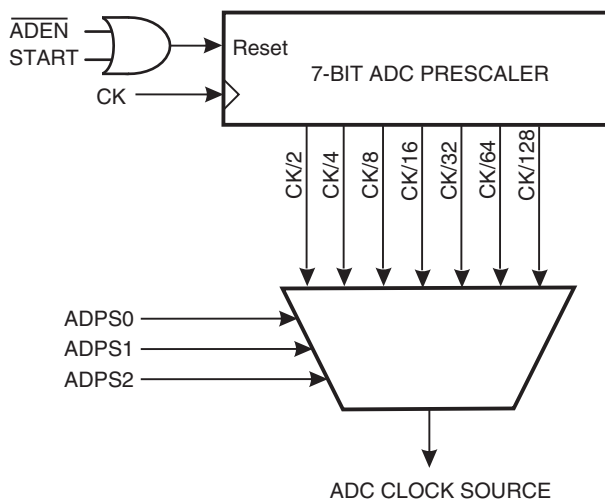 ADEN
START
Reset
7-BIT ADC PRESCALER
CK
CK/2
CK/4
CK/8
CK/16
CK/32
CK/64
CK/128
ADPS0
ADPS1
ADPS2
ADC CLOCK SOURCE